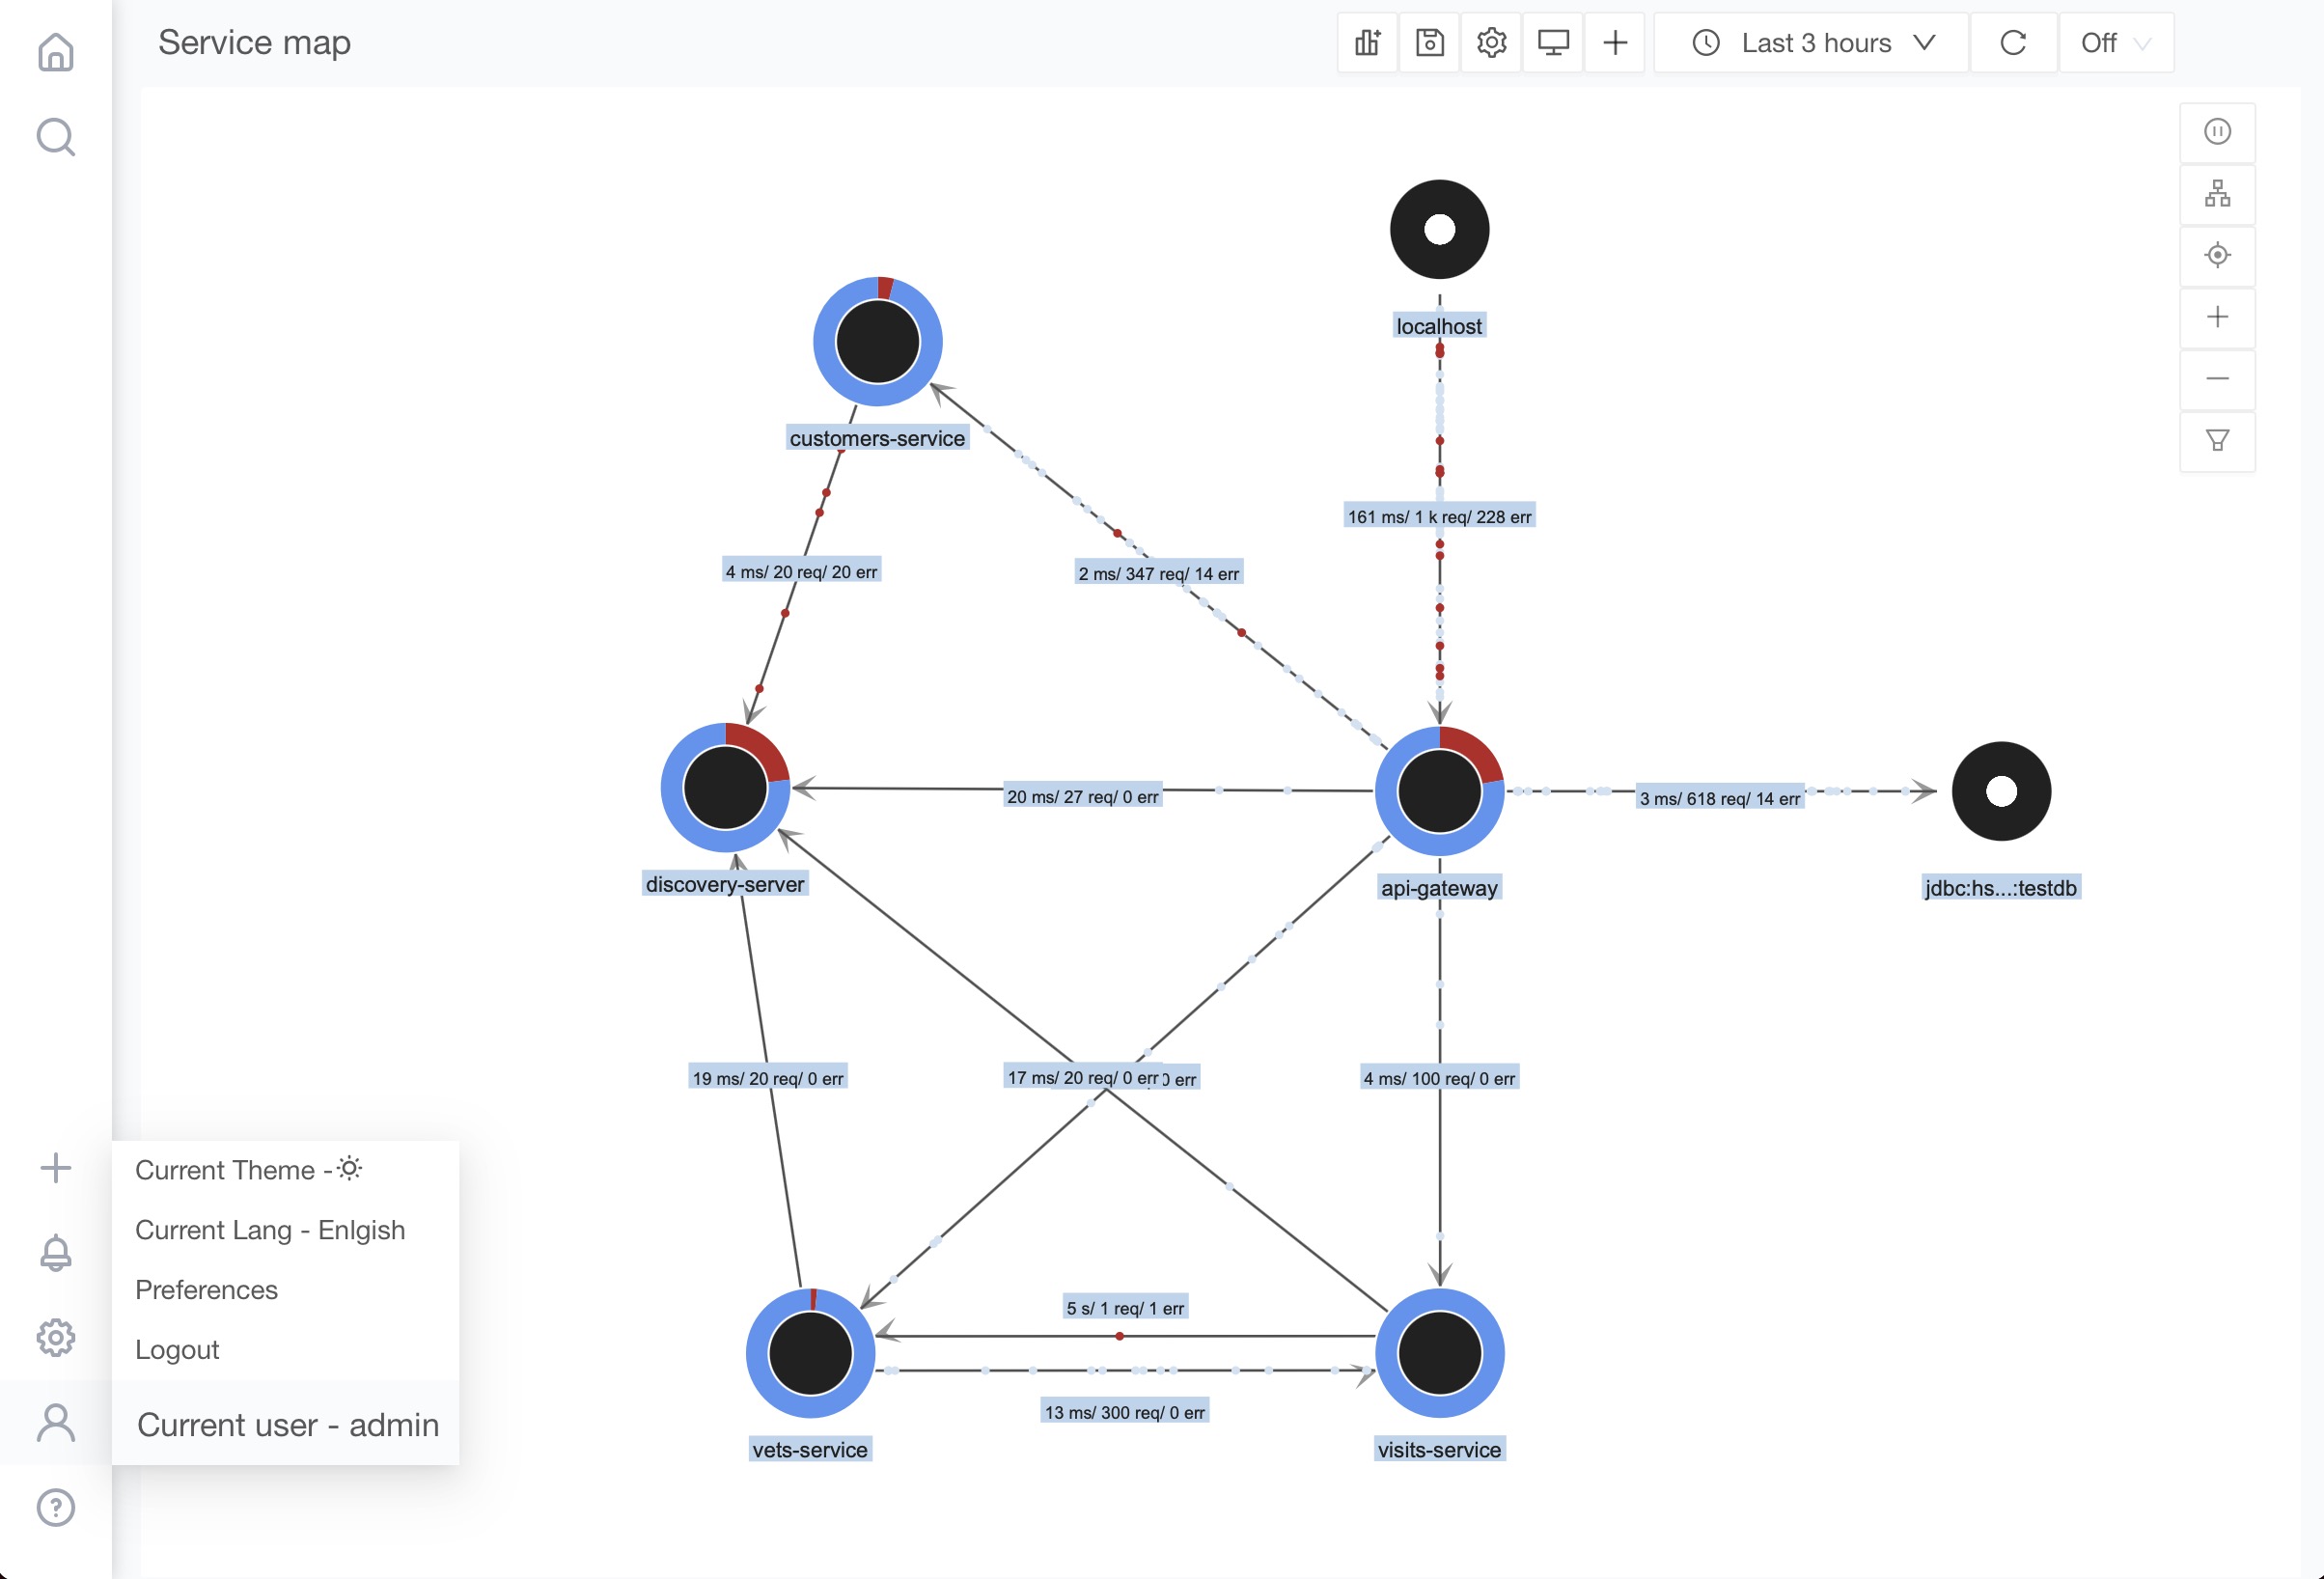 Service map
Last 3 hours
Off
localhost
customers-service
161 ms/ 1 k req/ 228 err
4 ms/ 20 req/ 20 err
2 ms/ 347 req/ 14 err
20 ms/ 27 req/ 0 err
3 ms/ 618 req/ 14 err
discovery-server
api-gateway
jdbc:hs...:testdb
19 ms/ 20 req/ 0 err
17 ms/ 20 req/ 0 err
0 err
4 ms/ 100 req/ 0 err
Current Theme -
Current Lang - Enlgish
Preferences
Logout
Current user - admin
5 s/ 1 req/ 1 err
13 ms/ 300 req/ 0 err
vets-service
visits-service